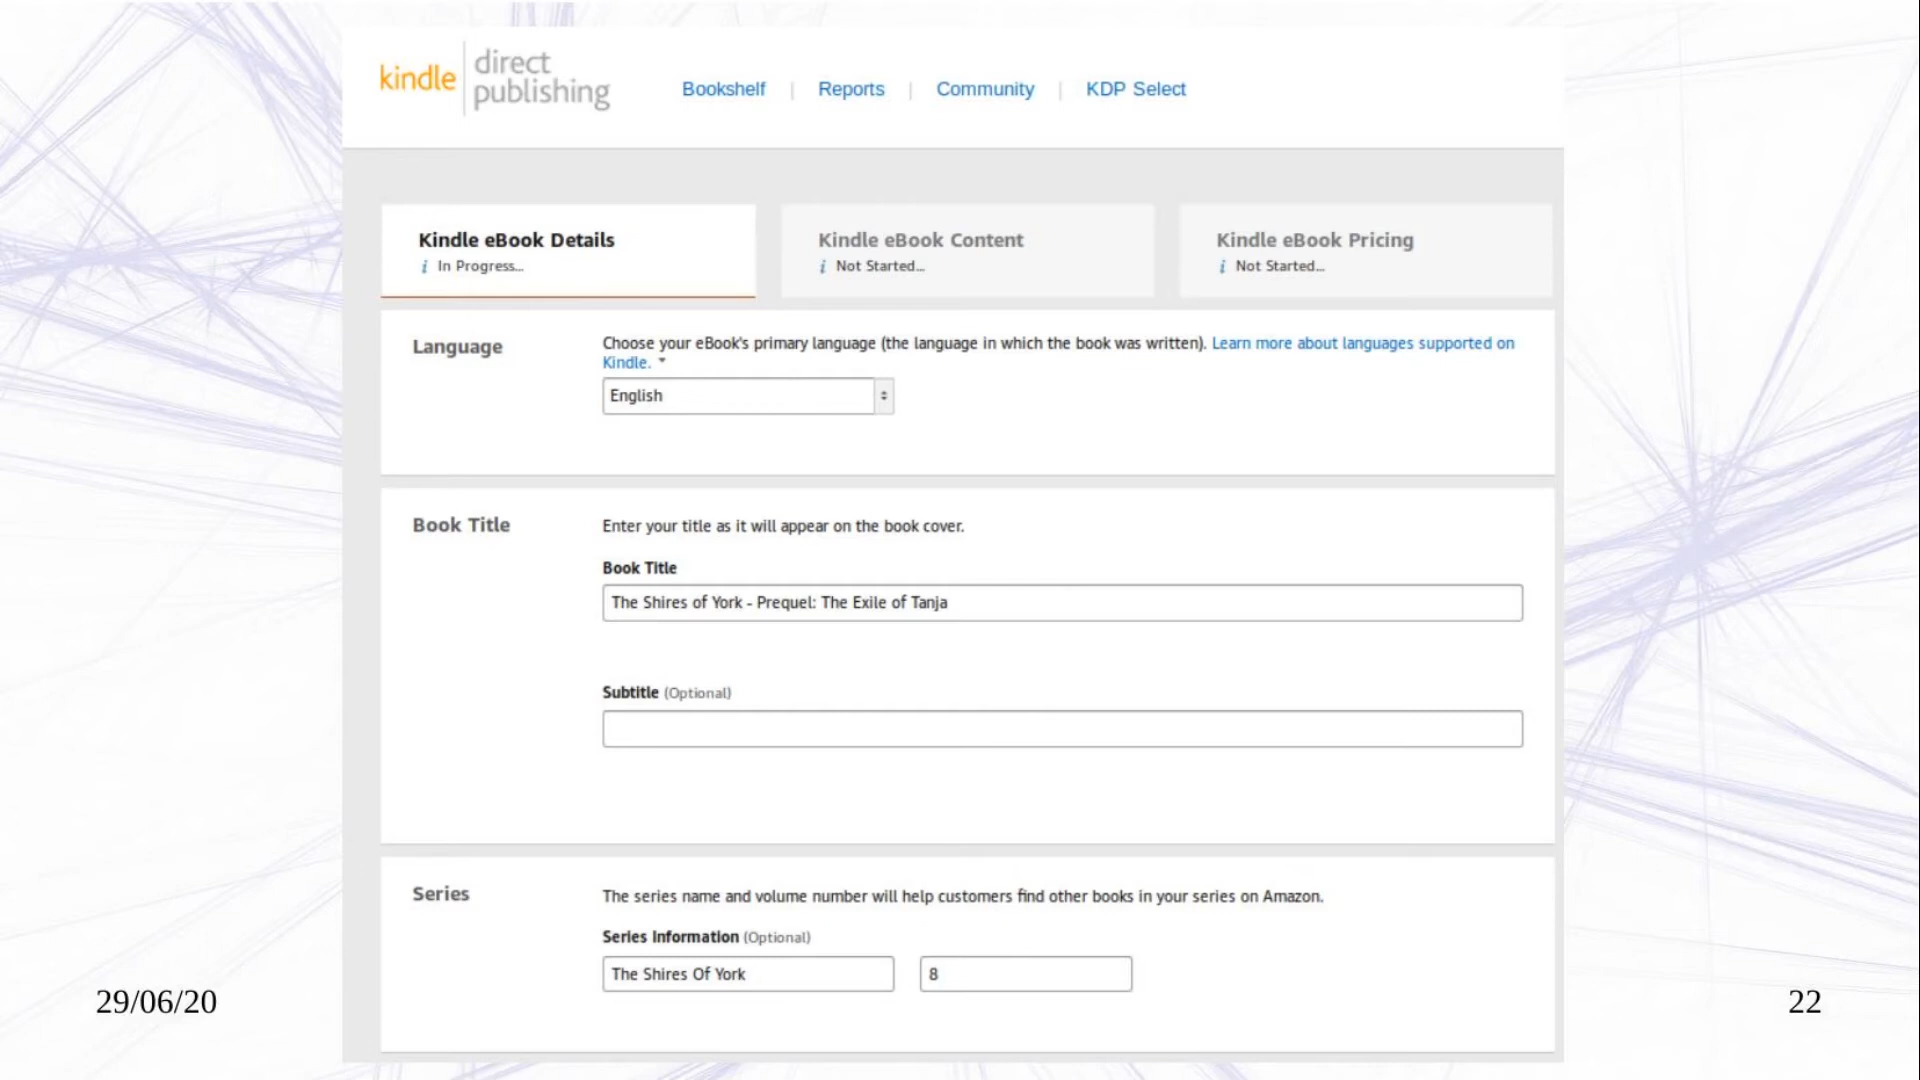 kindle direct publishing
Bookshelf | Reports | Community | KDP Select
Kindle eBook Details
i In Progress...
Kindle eBook Content
i Not Started...
Kindle eBook Pricing
i Not Started...
Language
Choose your eBook's primary language (the language in which the book was written). Learn more about languages supported on
Kindle. *
English
Book Title
Enter your title as it will appear on the book cover.
Book Title
The Shires of York - Prequel: The Exile of Tanja
Subtitle (Optional)
Series
The series name and volume number will help customers find other books in your series on Amazon.
Series Information (Optional)
The Shires Of York
8
29/06/20
22